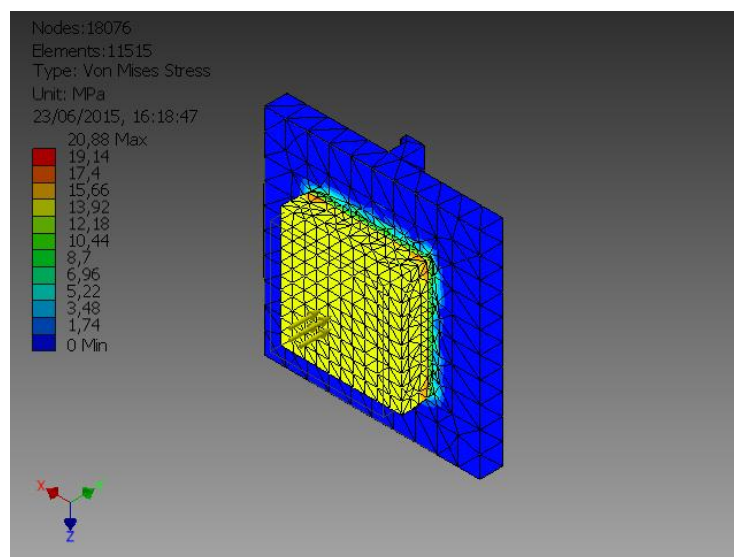 Nodes:18076
Elements:11515
Type: Von Mises Stress
Unit: MPa
23/06/2015, 16:18:47
20,88 Max
19,14
17,4
15,66
13,92
12,18
10,44
8,7
6,96
5,22
3,48
1,74
0 Min
X
Z